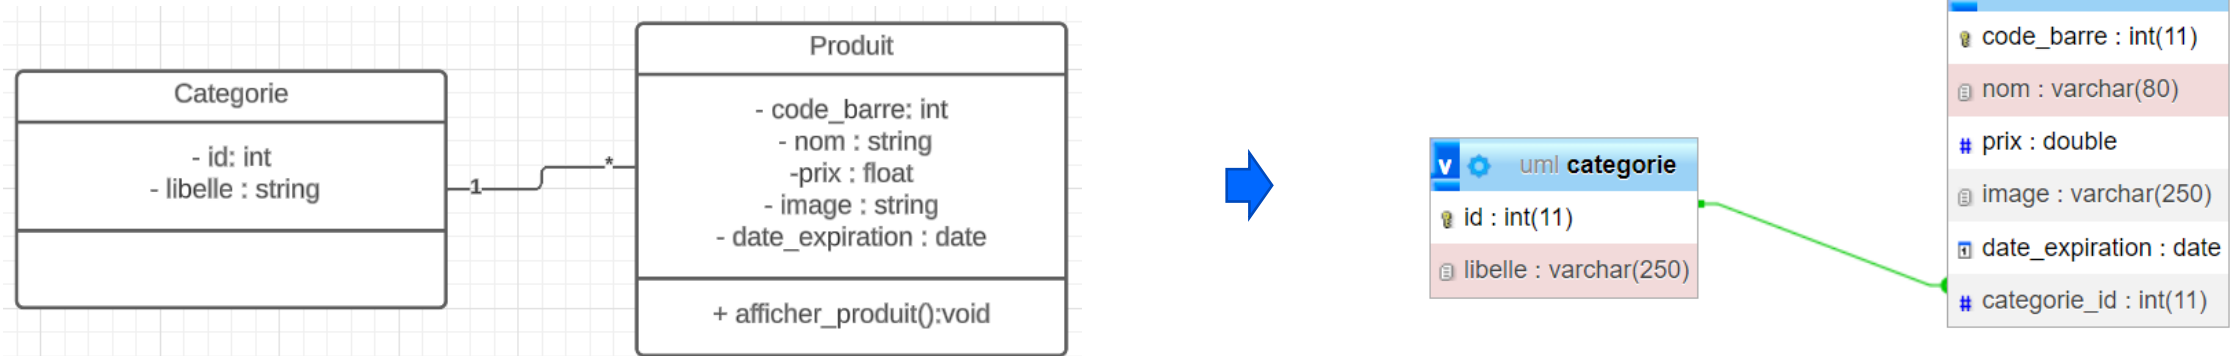 Categorie
- id: int
- libelle : string
1
*
Produit
- code_barre: int
- nom : string
-prix : float
- image : string
- date_expiration : date
+ afficher_produit():void
v uml categorie
id : int(11)
libelle : varchar(250)
code_barre : int(11)
nom : varchar(80)
# prix : double
image : varchar(250)
date_expiration : date
# categorie_id : int(11)